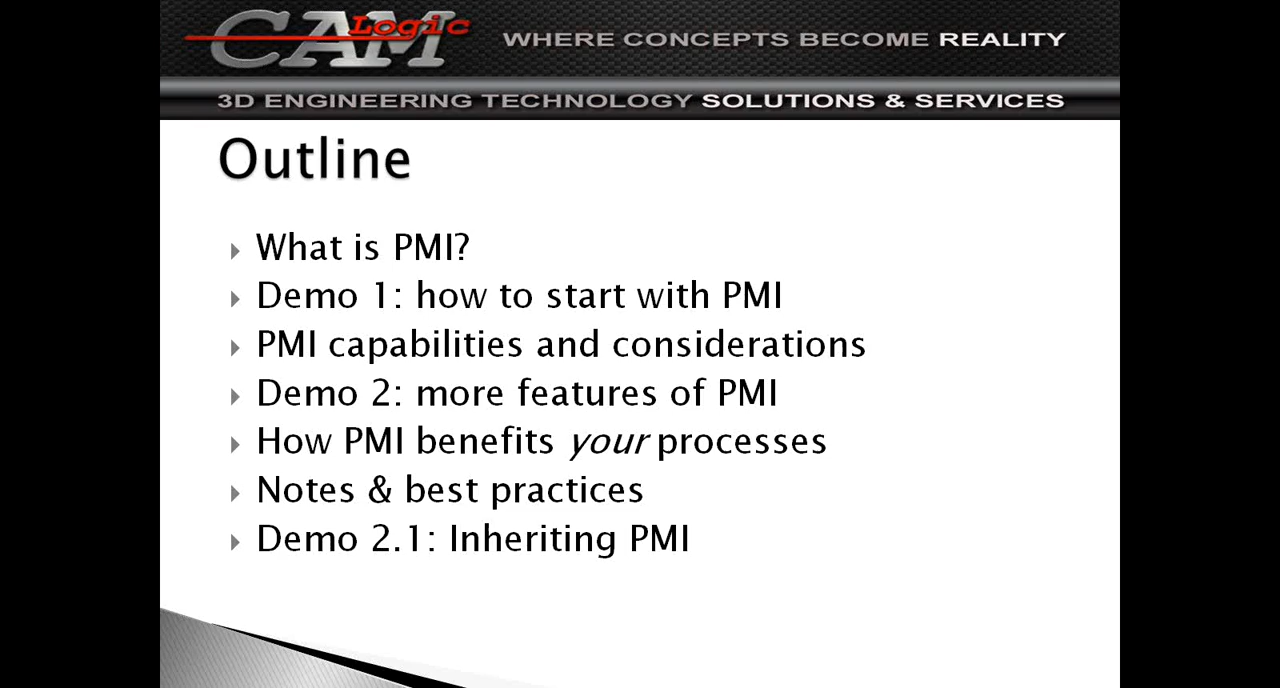 CAM Logic
WHERE CONCEPTS BECOME REALITY
3D ENGINEERING TECHNOLOGY SOLUTIONS & SERVICES
Outline
What is PMI?
Demo 1: how to start with PMI
PMI capabilities and considerations
Demo 2: more features of PMI
How PMI benefits your processes
Notes & best practices
Demo 2.1: Inheriting PMI